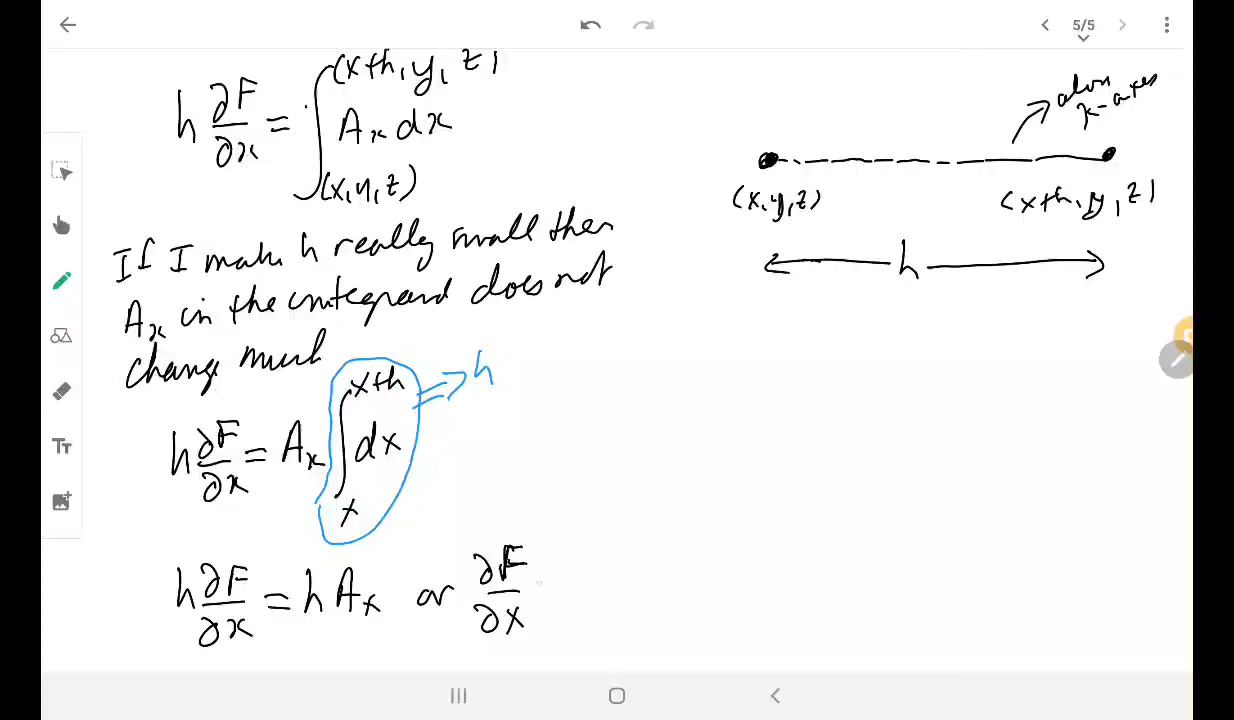 5/5
h ∂F/∂x = ∫_(x,y,z)^(x+h,y,z) A_x dx
along
x-axes
(x,y,z)
(x+h,y,z)
h
If I make h really small then
A_x in the integrand does not
change much
h ∂F/∂x = A_x ∫_x^(x+h) dx ⇒ h
h ∂F/∂x = h A_x or ∂F/∂x
Tт